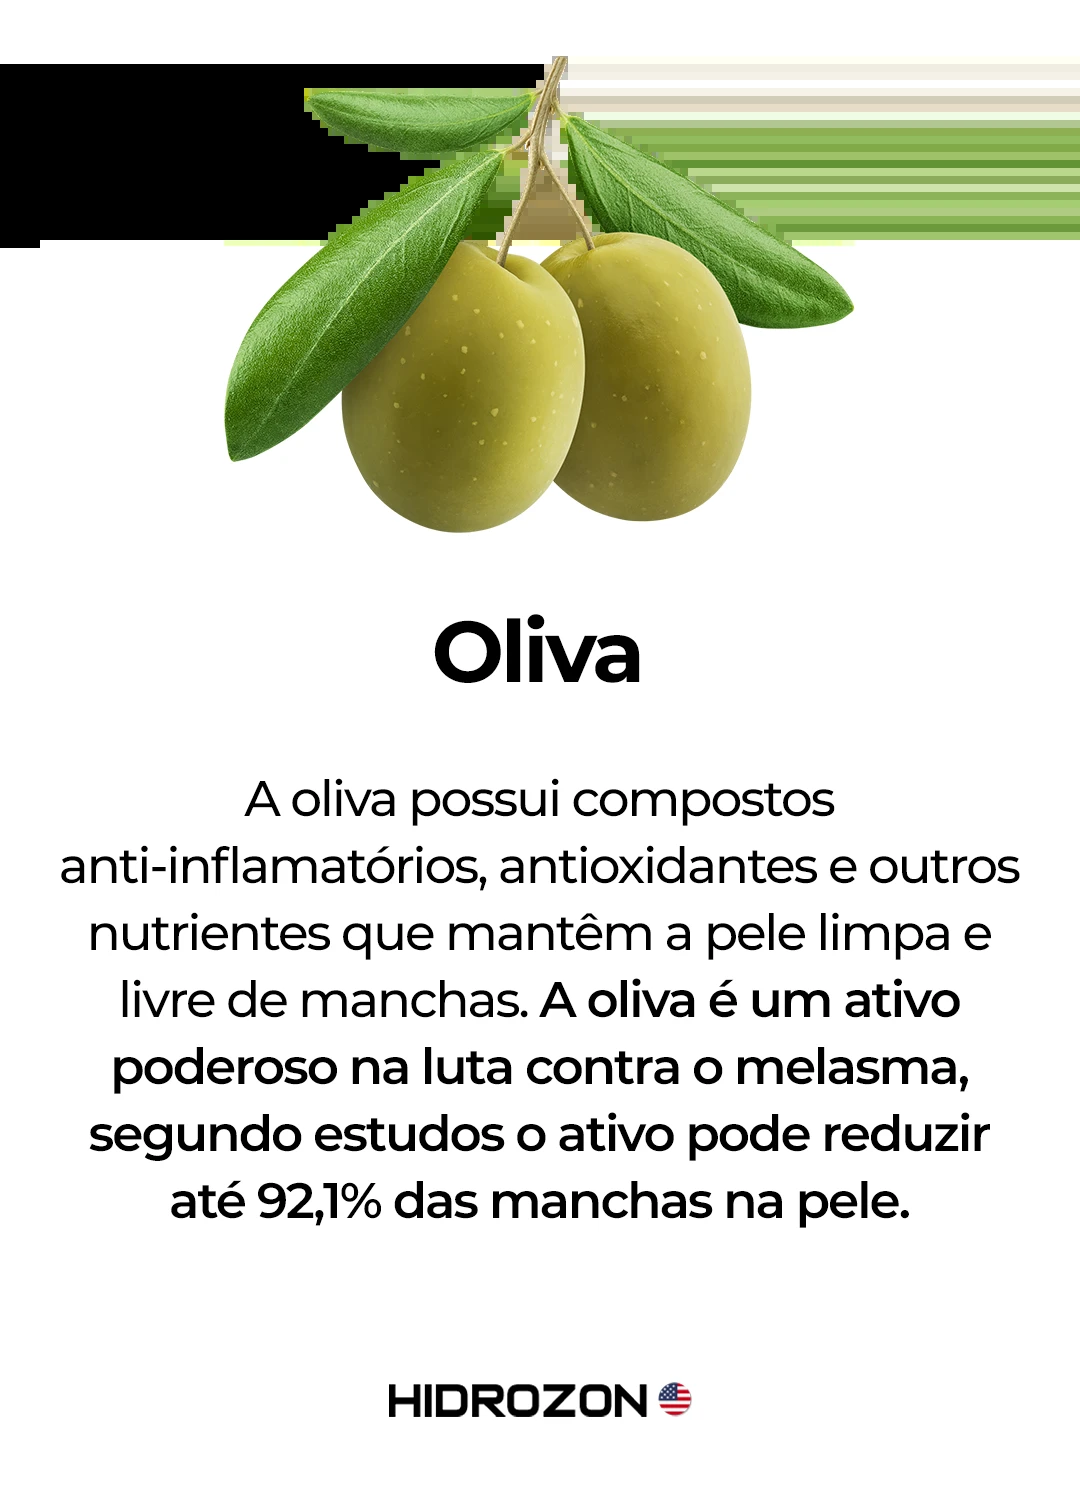 Oliva
A oliva possui compostos
anti-inflamatórios, antioxidantes e outros
nutrientes que mantêm a pele limpa e
livre de manchas. A oliva é um ativo
poderoso na luta contra o melasma,
segundo estudos o ativo pode reduzir
até 92,1% das manchas na pele.
HIDROZON